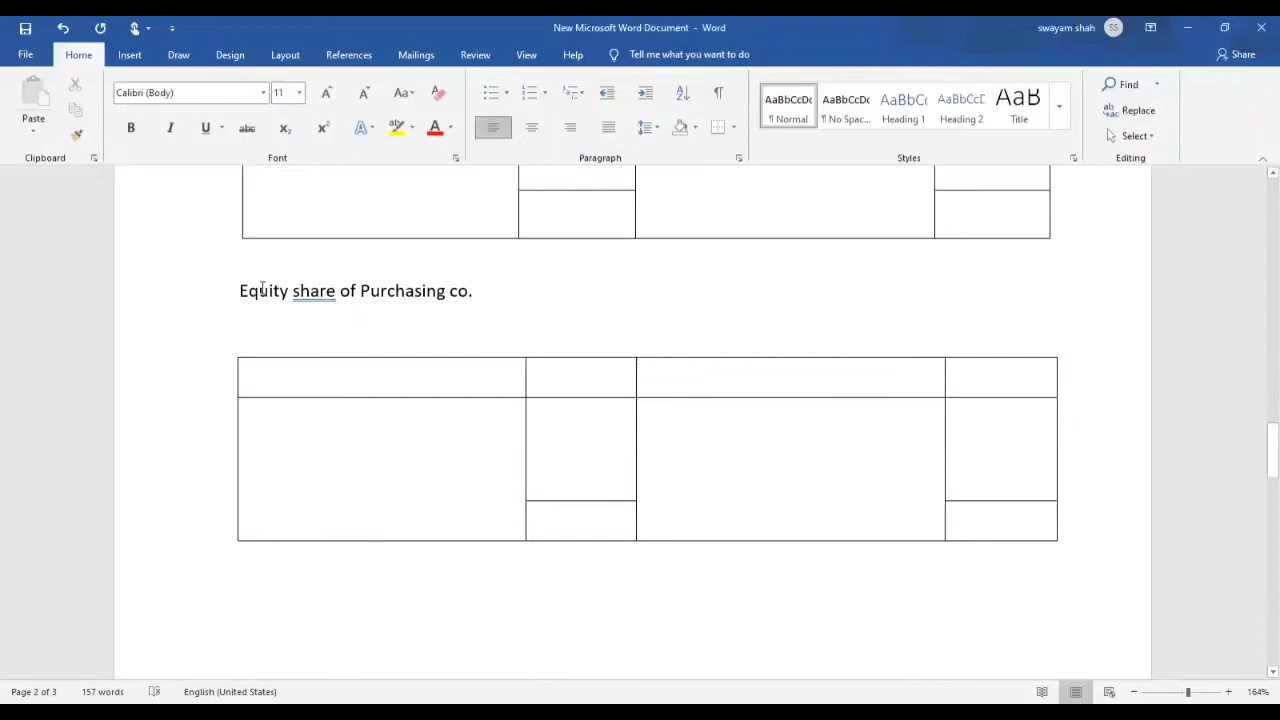 New Microsoft Word Document - Word
swayam shah
SS
File
Home
Insert
Draw
Design
Layout
References
Mailings
Review
View
Help
Tell me what you want to do
Share
Paste
Clipboard
Calibri (Body)
11
Font
Paragraph
AaBbCcDc
¶ Normal
AaBbCcDc
¶ No Spac...
AaBbC(
Heading 1
AaBbCcE
Heading 2
AaB
Title
Styles
Find
Replace
Select
Editing
Equity share of Purchasing co.
Page 2 of 3
157 words
English (United States)
164%